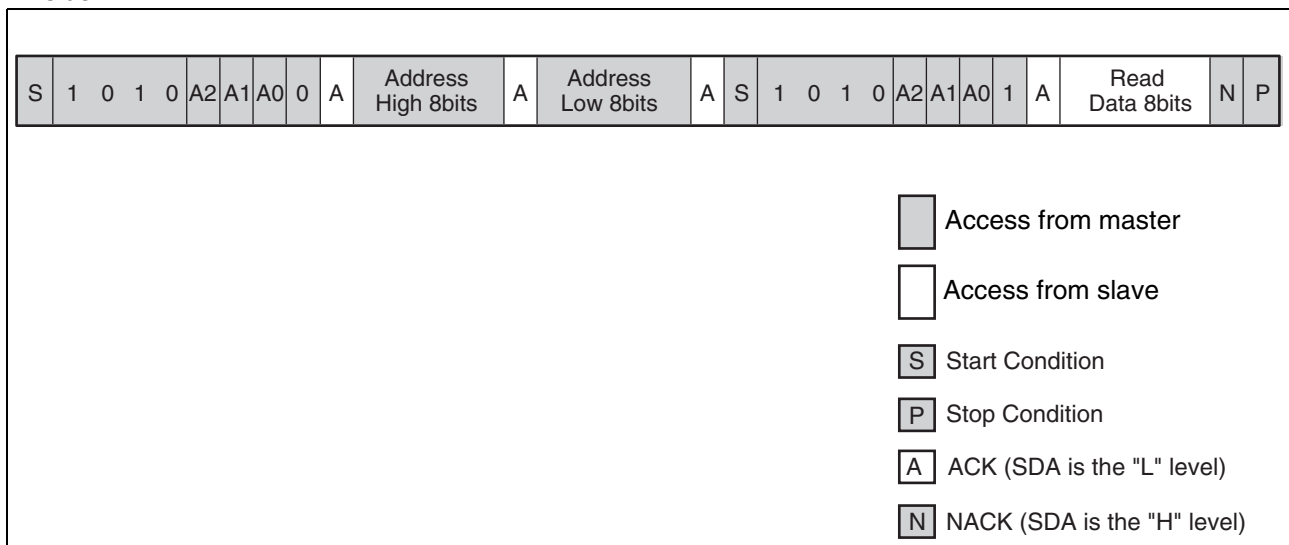 S 1 0 1 0 A2 A1 A0 0 A Address High 8bits A Address Low 8bits A S 1 0 1 0 A2 A1 A0 1 A Read Data 8bits N P
Access from master
Access from slave
S Start Condition
P Stop Condition
A ACK (SDA is the "L" level)
N NACK (SDA is the "H" level)